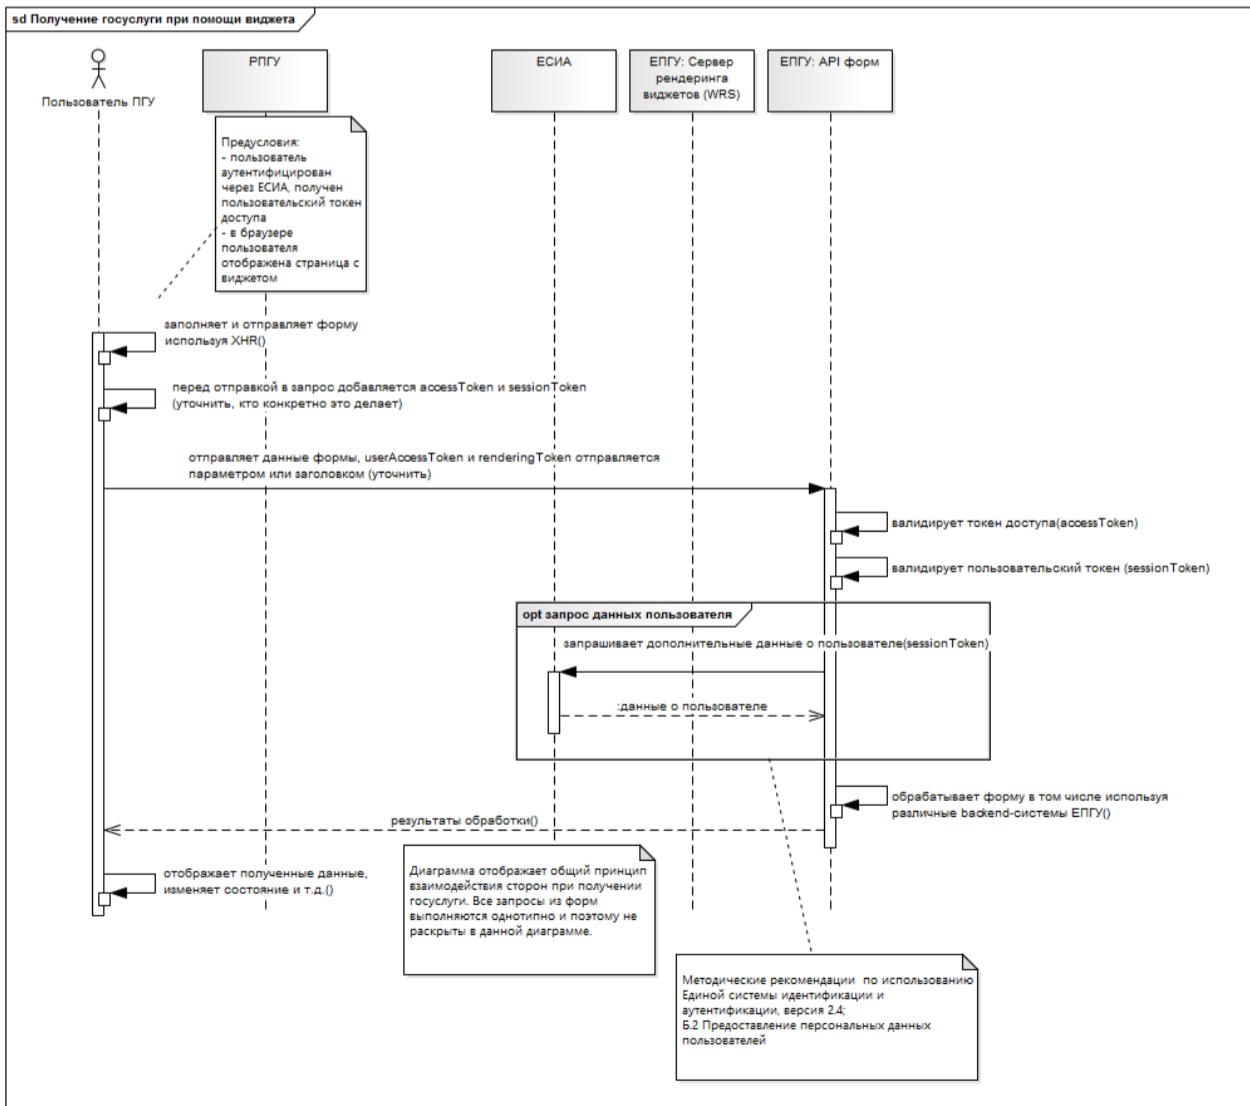 sd Получение госуслуги при помощи виджета
Пользователь ПГУ
РПГУ
ЕСИА
ЕПГУ: Сервер
рендеринга
виджетов (WRS)
ЕПГУ: API форм
Предусловия:
- пользователь
аутентифицирован
через ЕСИА, получен
пользовательский токен
доступа
- в браузере
пользователя
отображена страница с
виджетом
заполняет и отправляет форму
используя XHR()
перед отправкой в запрос добавляется accessToken и sessionToken
(уточнить, кто конкретно это делает)
отправляет данные формы, userAccessToken и renderingToken отправляется
параметром или заголовком (уточнить)
валидирует токен доступа(accessToken)
валидирует пользовательский токен (sessionToken)
opt запрос данных пользователя
запрашивает дополнительные данные о пользователе(sessionToken)
:данные о пользователе
обрабатывает форму в том числе используя
различные backend-системы ЕПГУ()
результаты обработки()
отображает полученные данные,
изменяет состояние и т.д.()
Диаграмма отображает общий принцип
взаимодействия сторон при получении
госуслуги. Все запросы из форм
выполняются однотипно и поэтому не
раскрыты в данной диаграмме.
Методические рекомендации по использованию
Единой системы идентификации и
аутентификации, версия 2.4;
Б.2 Предоставление персональных данных
пользователей